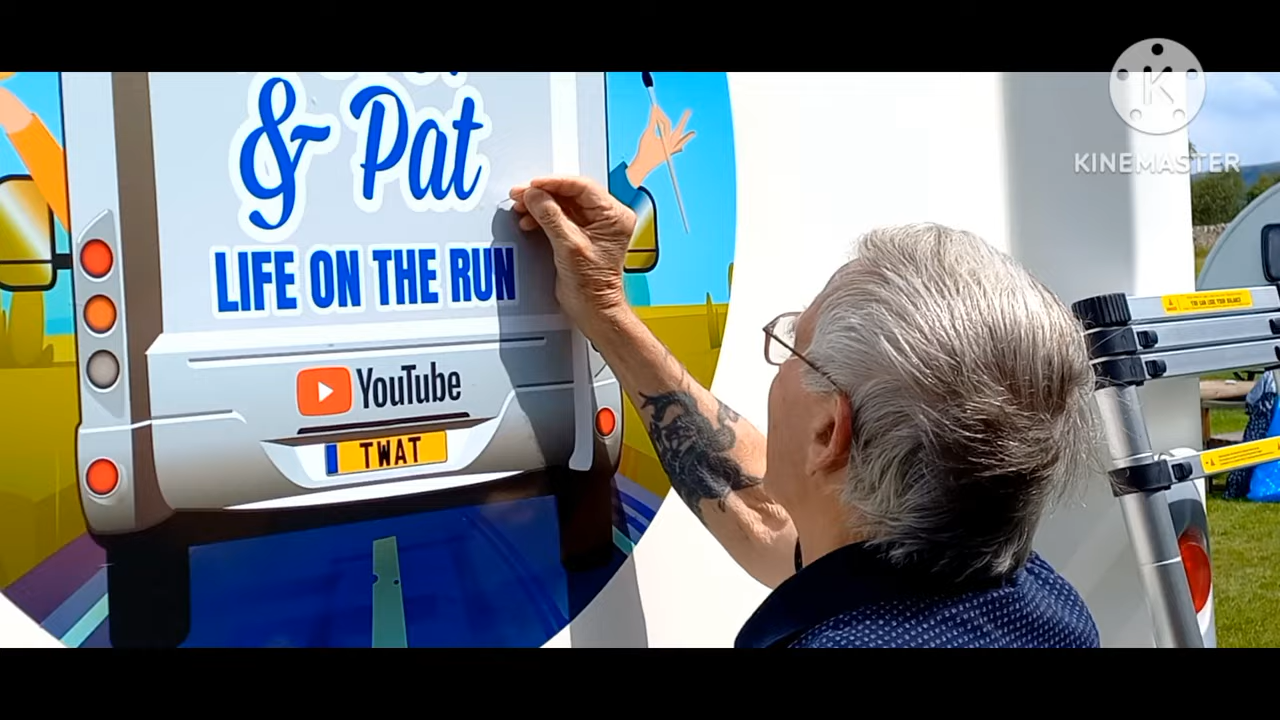 & Pat
LIFE ON THE RUN
YouTube
TWAT
K
KINEMASTER